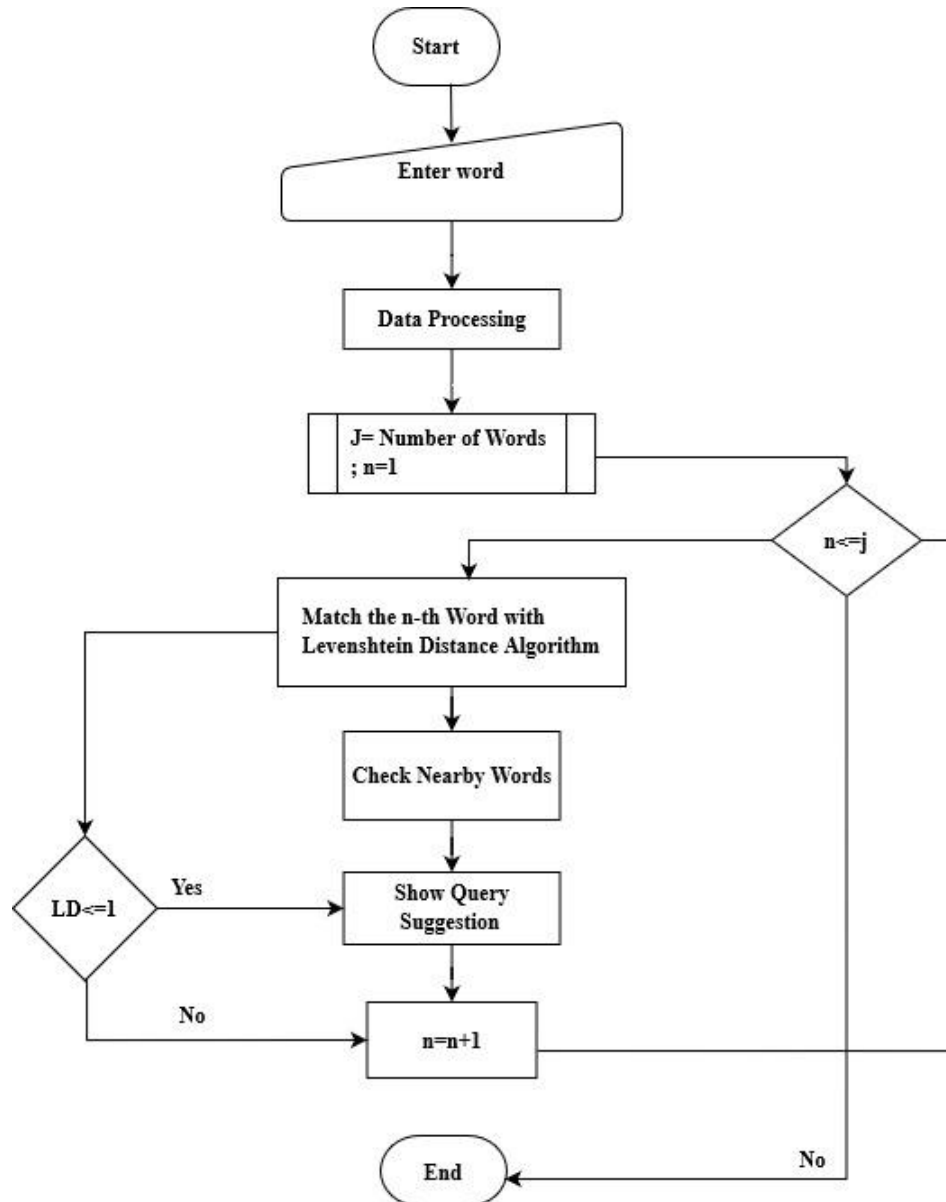 Start
Enter word
Data Processing
J= Number of Words
; n=1
n<=j
Match the n-th Word with
Levenshtein Distance Algorithm
Check Nearby Words
LD<=1
Yes
Show Query
Suggestion
No
n=n+1
End
No